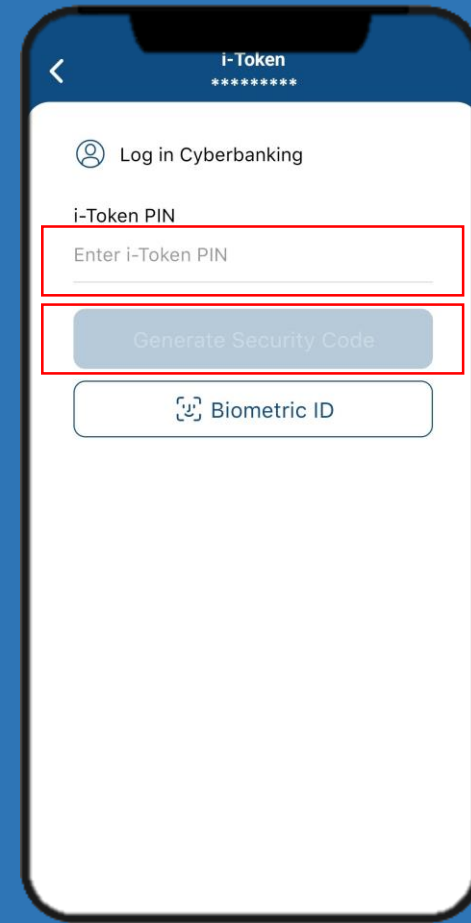 i-Token
*********
Log in Cyberbanking
i-Token PIN
Enter i-Token PIN
Generate Security Code
Biometric ID